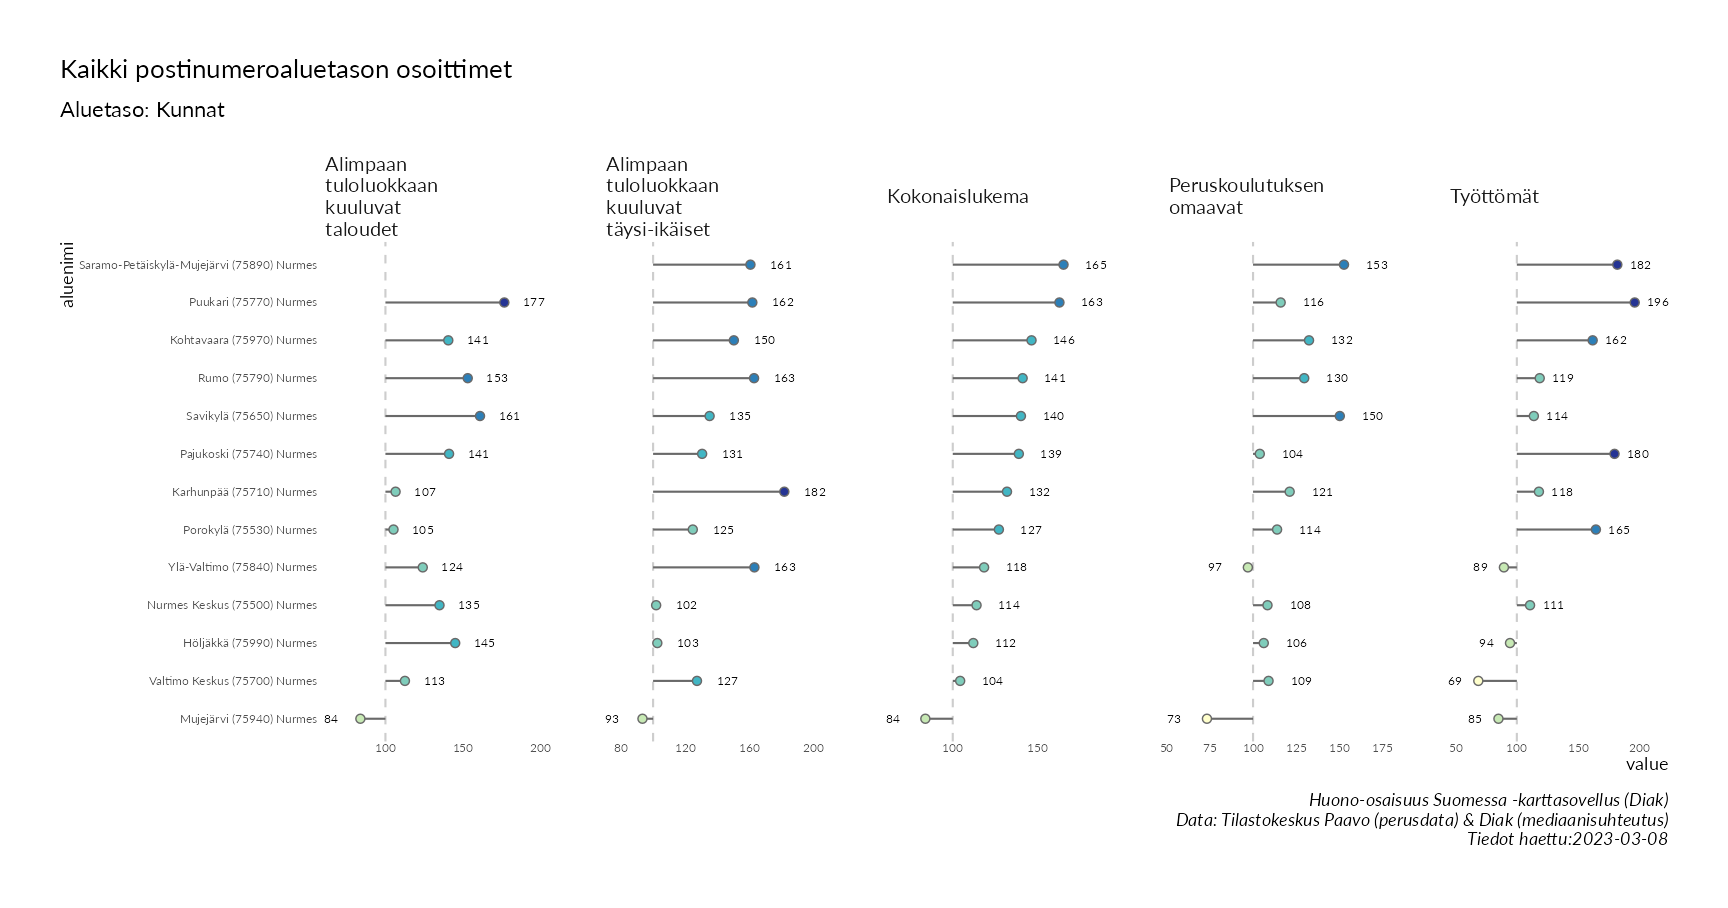 Kaikki postinumeroaluetason osoittimet
Aluetaso: Kunnat
Alimpaan
tuloluokkaan
kuuluvat
taloudet
Alimpaan
tuloluokkaan
kuuluvat
täysi-ikäiset
Kokonaislukema
Peruskoulutuksen
omaavat
Työttömät
aluenimi
Saramo-Petäiskylä-Mujejärvi (75890) Nurmes 161 165 153 182
Puukari (75770) Nurmes 177 162 163 116 196
Kohtavaara (75970) Nurmes 141 150 146 132 162
Rumo (75790) Nurmes 153 163 141 130 119
Savikylä (75650) Nurmes 161 135 140 150 114
Pajukoski (75740) Nurmes 141 131 139 104 180
Karhunpää (75710) Nurmes 107 182 132 121 118
Porokylä (75530) Nurmes 105 125 127 114 165
Ylä-Valtimo (75840) Nurmes 124 163 118 97 89
Nurmes Keskus (75500) Nurmes 135 102 114 108 111
Höljäkkä (75990) Nurmes 145 103 112 106 94
Valtimo Keskus (75700) Nurmes 113 127 104 109 69
Mujejärvi (75940) Nurmes 84 93 84 73 85
100 150 200 80 120 160 200 100 150 50 75 100 125 150 175 50 100 150 200
value
Huono-osaisuus Suomessa -karttasovellus (Diak)
Data: Tilastokeskus Paavo (perusdata) & Diak (mediaanisuhteutus)
Tiedot haettu:2023-03-08